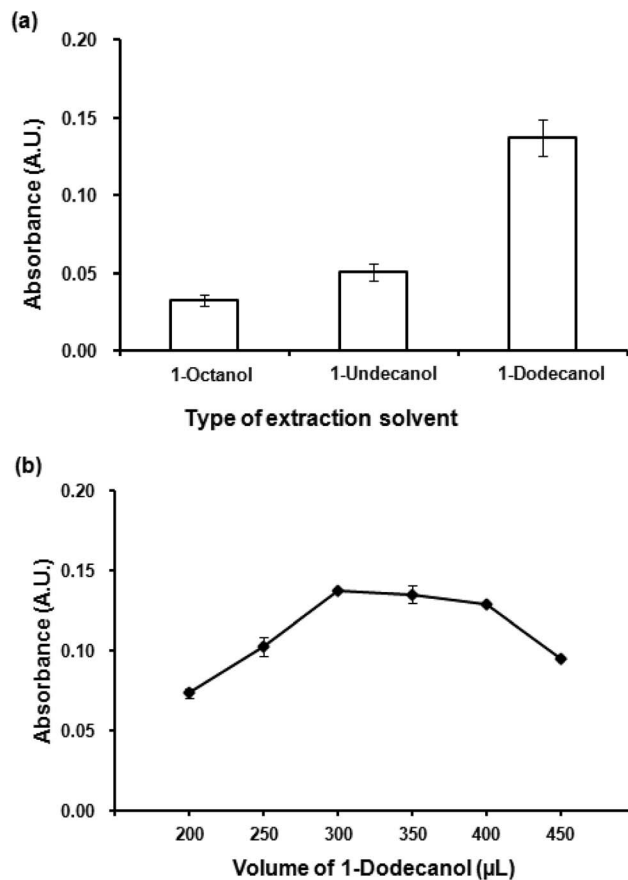 (a)
0.20
0.15
0.10
0.05
0.00
Absorbance (A.U.)
1-Octanol 1-Undecanol 1-Dodecanol
Type of extraction solvent
(b)
0.20
0.15
0.10
0.05
0.00
Absorbance (A.U.)
200 250 300 350 400 450
Volume of 1-Dodecanol (µL)